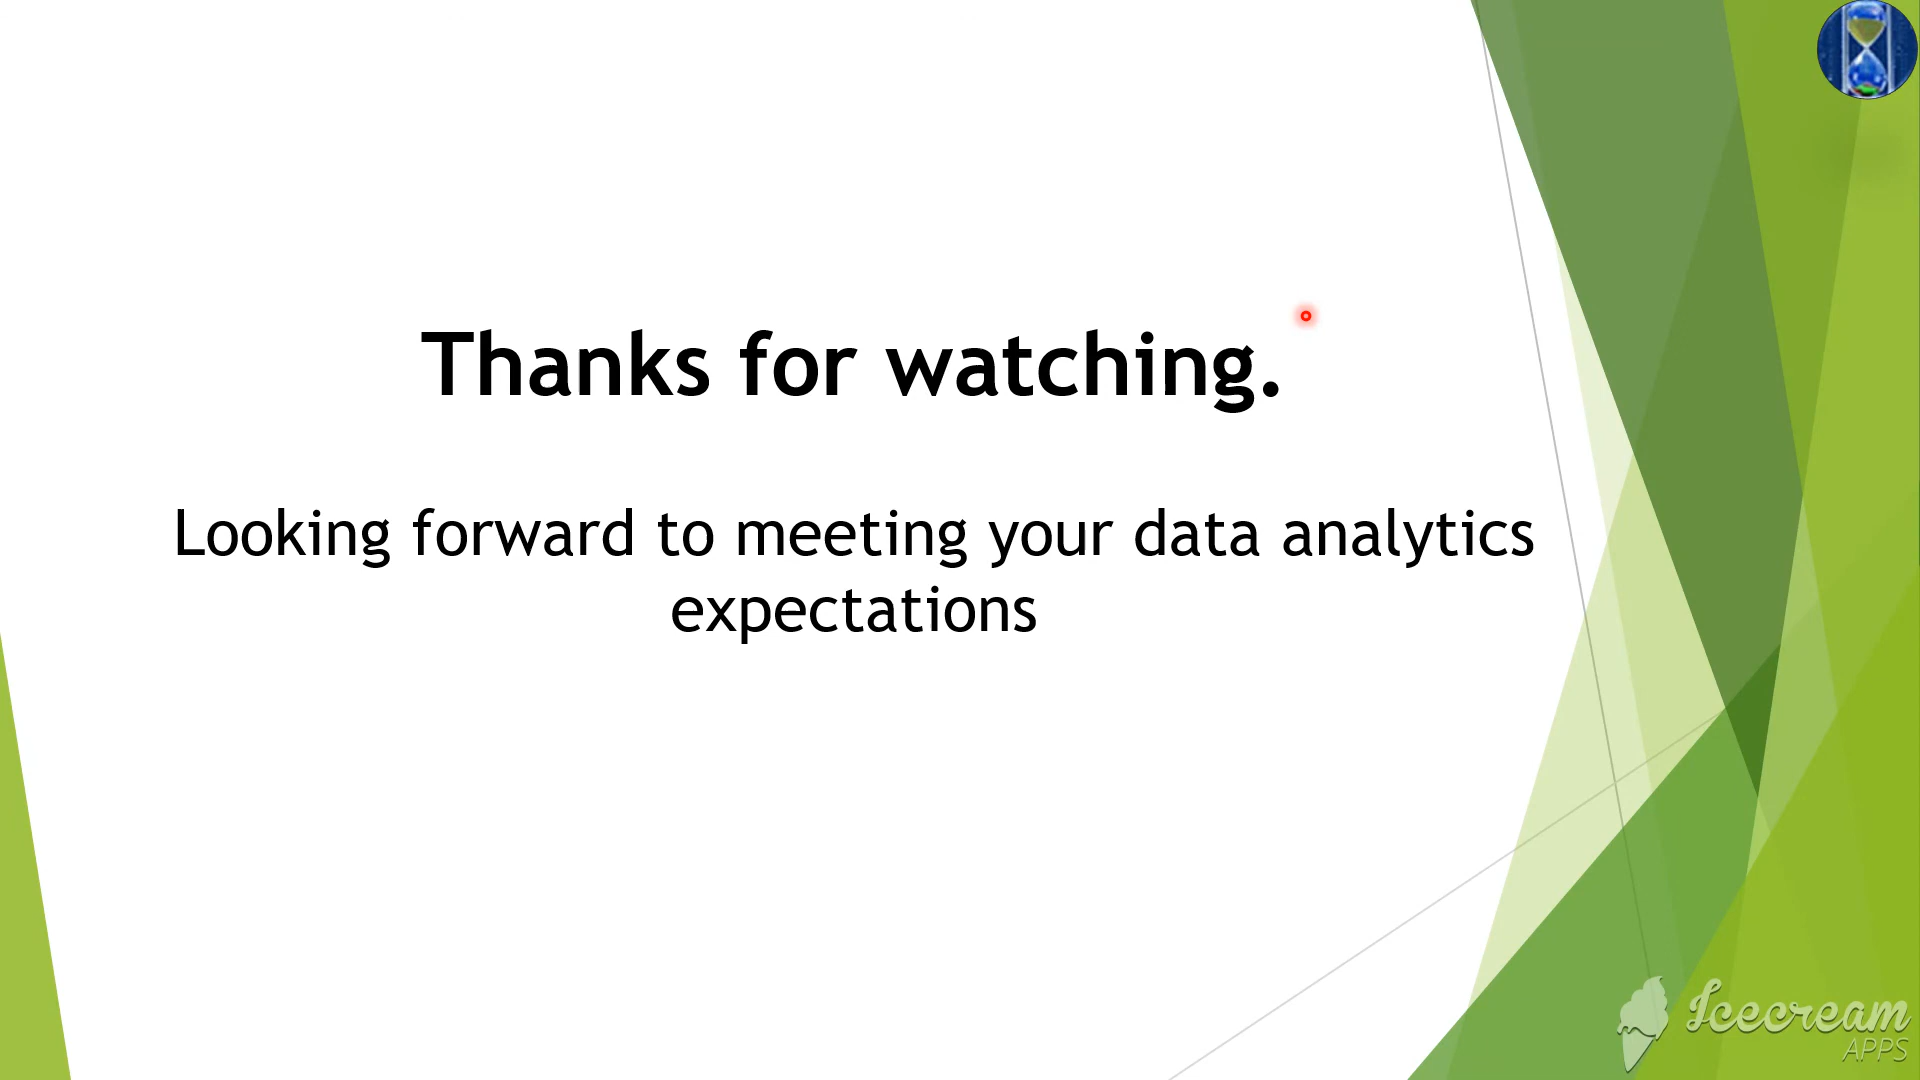 Thanks for watching.
Looking forward to meeting your data analytics
expectations
Icecream
APPS